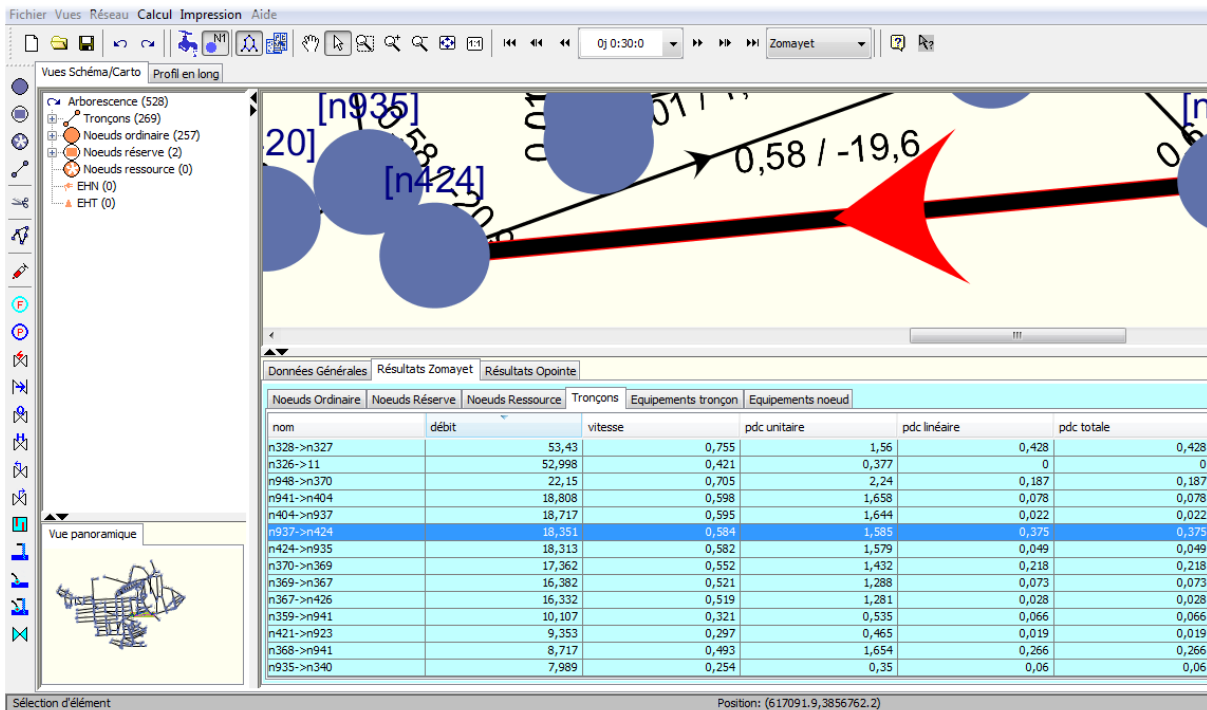 Fichier Vues Réseau Calcul Impression Aide
N1 1:1 0j 0:30:0 Zomayet
Vues Schéma/Carto Profil en long
Arborescence (528)
Tronçons (269)
Noeuds ordinaire (257)
Noeuds réserve (2)
Noeuds ressource (0)
EHN (0)
EHT (0)
[n935]
20]
[n424]
0,58 / -19,6
Données Générales Résultats Zomayet Résultats Opointe
Noeuds Ordinaire Noeuds Réserve Noeuds Ressource Tronçons Equipements tronçon Equipements noeud
nom débit vitesse pdc unitaire pdc linéaire pdc totale
n328->n327 53,43 0,755 1,56 0,428 0,428
n326->11 52,998 0,421 0,377 0 0
n948->n370 22,15 0,705 2,24 0,187 0,187
n941->n404 18,808 0,598 1,658 0,078 0,078
n404->n937 18,717 0,595 1,644 0,022 0,022
n937->n424 18,351 0,584 1,585 0,375 0,375
n424->n935 18,313 0,582 1,579 0,049 0,049
n370->n369 17,362 0,552 1,432 0,218 0,218
n369->n367 16,382 0,521 1,288 0,073 0,073
n367->n426 16,332 0,519 1,281 0,028 0,028
n359->n941 10,107 0,321 0,535 0,066 0,066
n421->n923 9,353 0,297 0,465 0,019 0,019
n368->n941 8,717 0,493 1,654 0,266 0,266
n935->n340 7,989 0,254 0,35 0,06 0,06
Vue panoramique
Sélection d'élément Position: (617091.9,3856762.2)